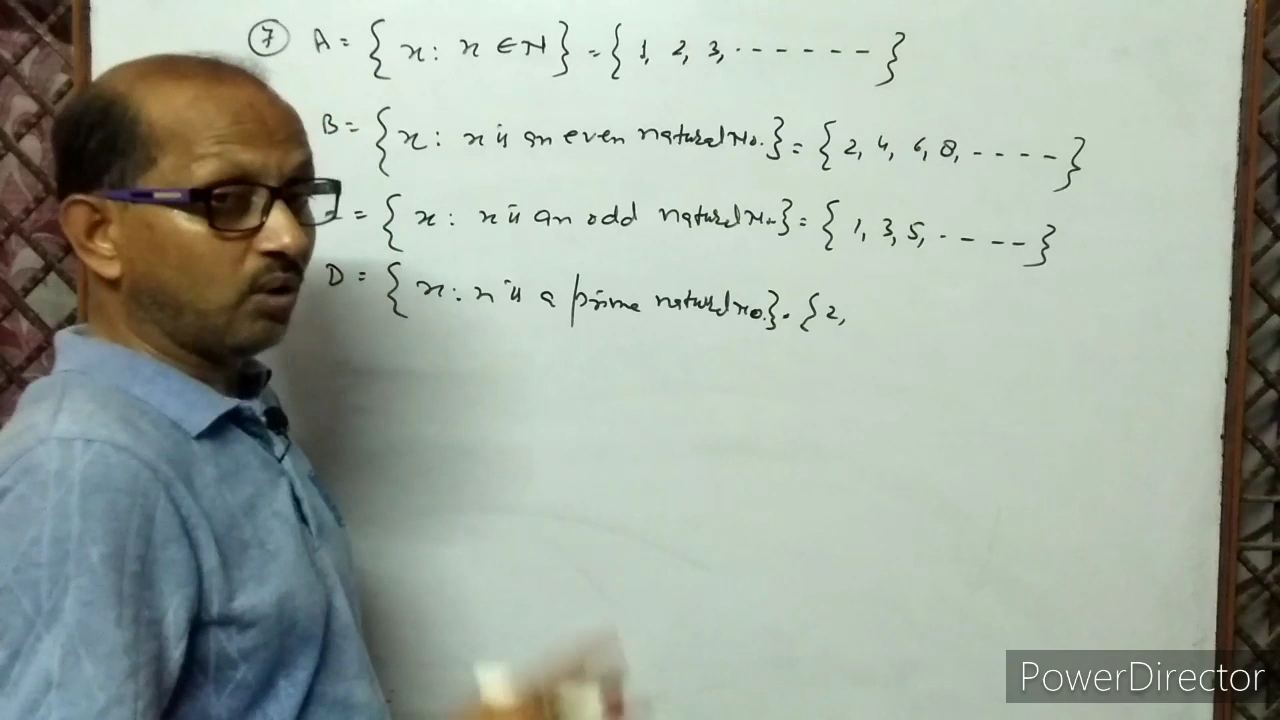 7 A = { x : x ∈ N } = { 1, 2, 3, ------ }
B = { x : x is an even natural No. } = { 2, 4, 6, 8, ---- }
= { x : x is an odd natural No. } = { 1, 3, 5, ----- }
D = { x : x is a prime natural no. } = { 2,
PowerDirector